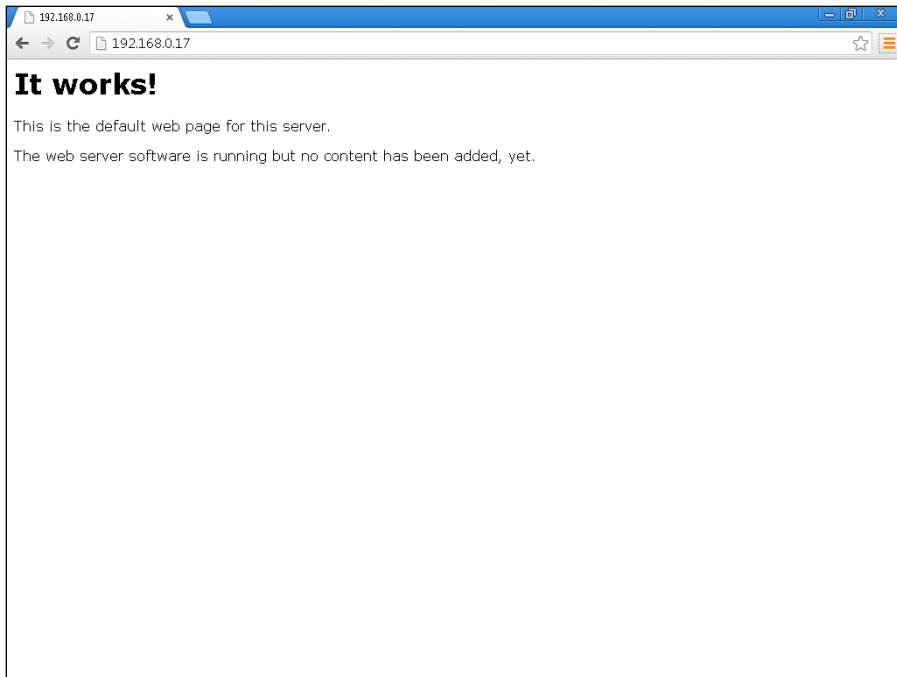 192.168.0.17
192.168.0.17
It works!
This is the default web page for this server.
The web server software is running but no content has been added, yet.